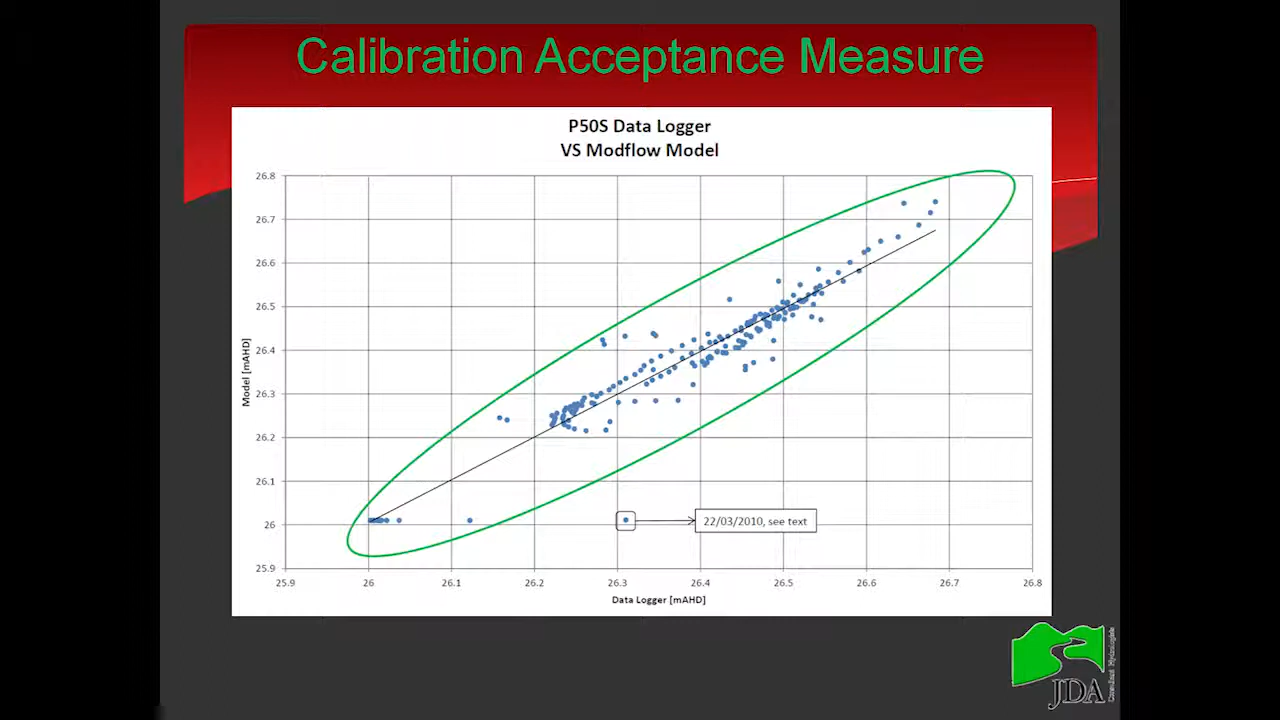 Calibration Acceptance Measure
P50S Data Logger
VS Modflow Model
26.8
26.7
26.6
26.5
26.4
26.3
26.2
26.1
26
25.9
Model [mAHD]
22/03/2010, see text
25.9 26 26.1 26.2 26.3 26.4 26.5 26.6 26.7 26.8
Data Logger [mAHD]
JDA
Consultant Hydrologists